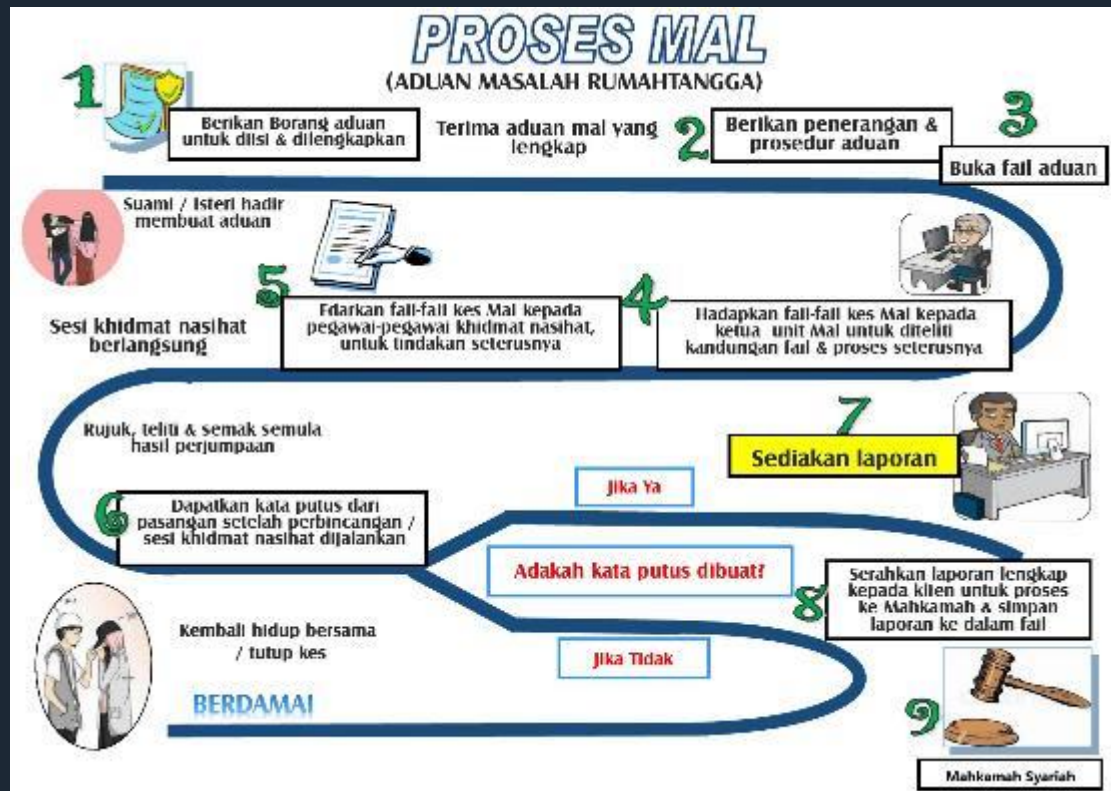 PROSES MAL
(ADUAN MASALAH RUMAHTANGGA)
1
Berikan Borang aduan
untuk diisi & dilengkapkan
Terima aduan mal yang
lengkap
2
Berikan penerangan &
prosedur aduan
3
Buka fail aduan
Suami / Isteri hadir
membuat aduan
4
Hadapkan fail-fail kes Mal kepada
ketua unit Mal untuk diteliti
kandungan fail & proses seterusnya
5
Edarkan fail-fail kes Mal kepada
pegawai-pegawai khidmat nasihat,
untuk tindakan seterusnya
Sesi khidmat nasihat
berlangsung
Rujuk, teliti & semak semula
hasil perjumpaan
6
Dapatkan kata putus dari
pasangan setelah perbincangan /
sesi khidmat nasihat dijalankan
Adakah kata putus dibuat?
Jika Ya
7
Sediakan laporan
8
Serahkan laporan lengkap
kepada klien untuk proses
ke Mahkamah & simpan
laporan ke dalam fail
9
Mahkamah Syariah
Jika Tidak
Kembali hidup bersama
/ tutup kes
BERDAMAI